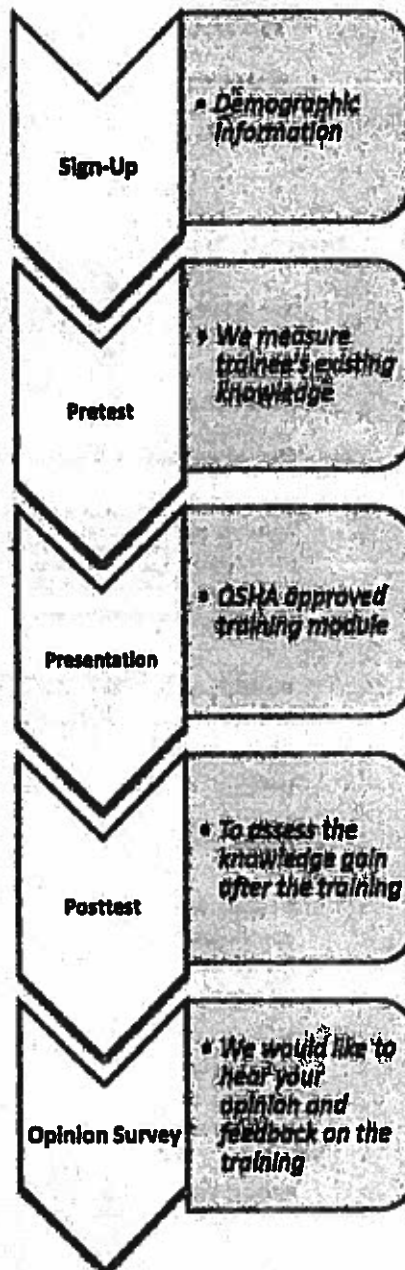 Sign-Up
• Demographic
Information
Pretest
• We measure
trainee's existing
knowledge
Presentation
• OSHA approved
training module
Posttest
• To assess the
knowledge gain
after the training
Opinion Survey
• We would like to
hear your
opinion and
feedback on the
training